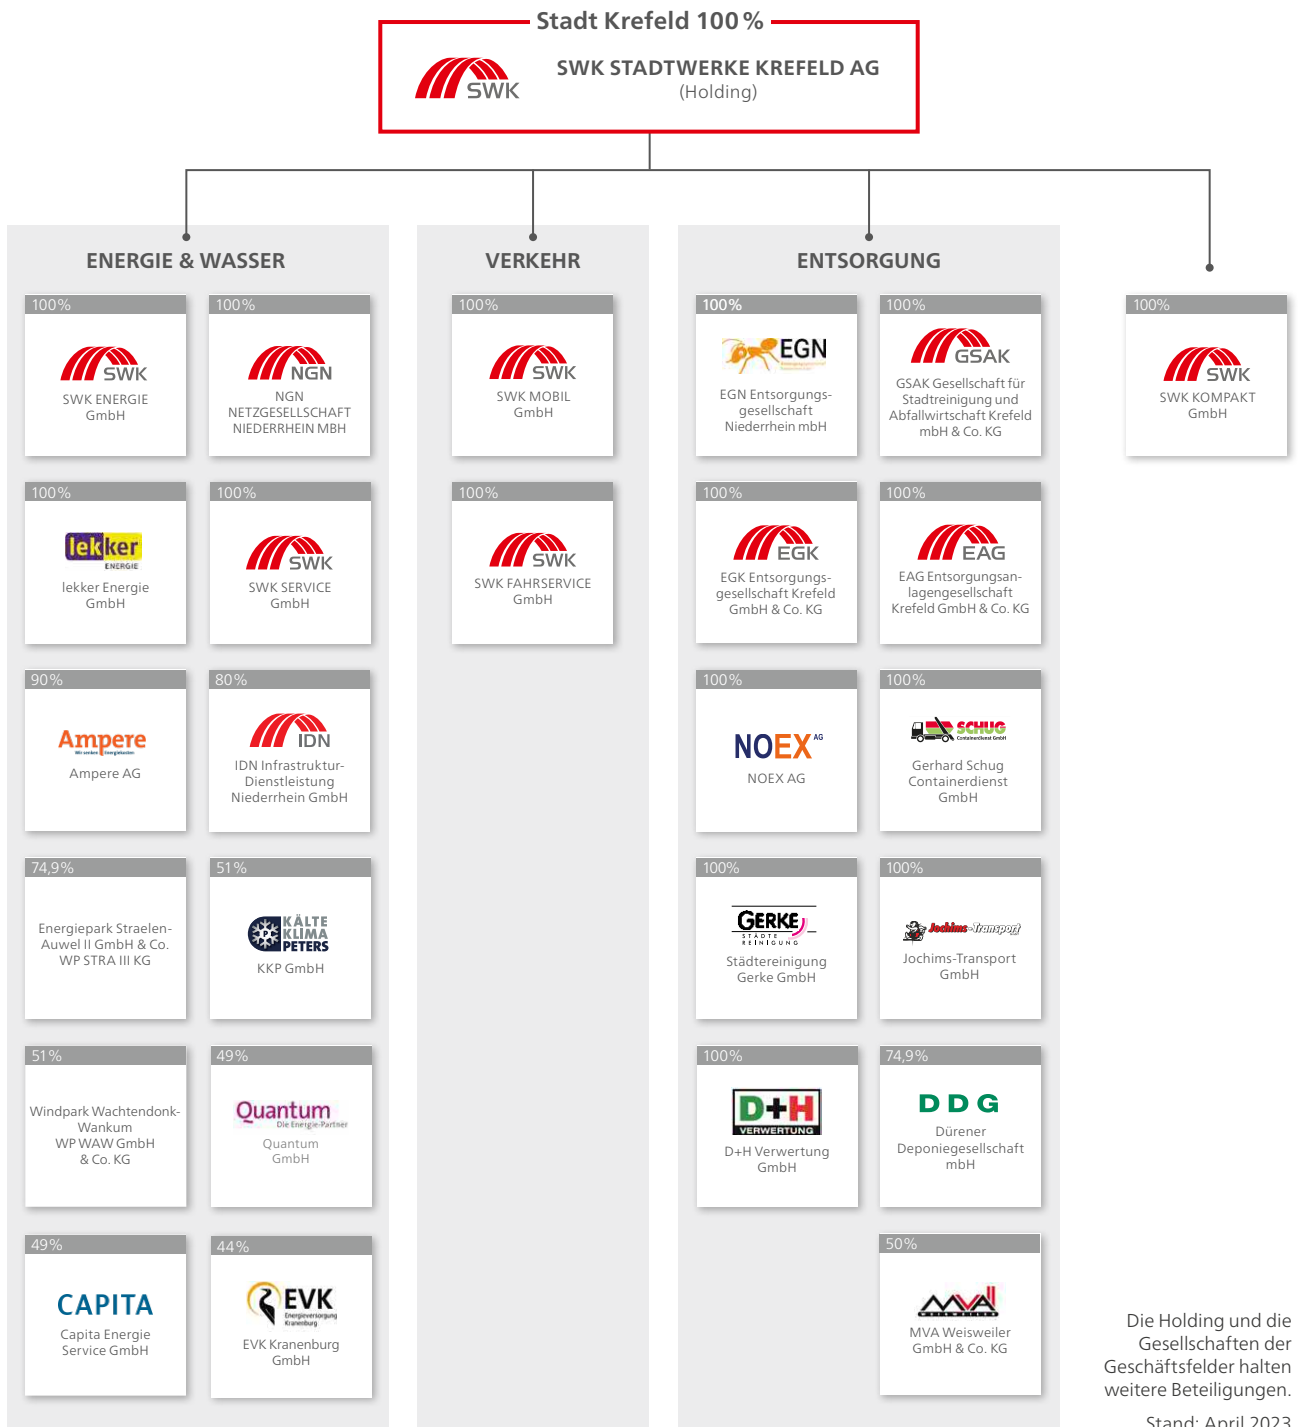 Stadt Krefeld 100 %
SWK
SWK STADTWERKE KREFELD AG
(Holding)
ENERGIE & WASSER
100%
SWK
SWK ENERGIE
GmbH
100%
NGN
NGN
NETZGESELLSCHAFT
NIEDERRHEIN MBH
100%
lekker
ENERGIE
lekker Energie
GmbH
100%
SWK
SWK SERVICE
GmbH
90%
Ampere
Wir senken Energiekosten
Ampere AG
80%
IDN
IDN Infrastruktur-
Dienstleistung
Niederrhein GmbH
74,9%
Energiepark Straelen-
Auwel II GmbH & Co.
WP STRA III KG
51%
KÄLTE
KLIMA
PETERS
KKP GmbH
51%
Windpark Wachtendonk-
Wankum
WP WAW GmbH
& Co. KG
49%
Quantum
Die Energie-Partner
Quantum
GmbH
49%
CAPITA
Capita Energie
Service GmbH
44%
EVK
Energieversorgung
Kranenburg
EVK Kranenburg
GmbH
VERKEHR
100%
SWK
SWK MOBIL
GmbH
100%
SWK
SWK FAHRSERVICE
GmbH
ENTSORGUNG
100%
EGN
EGN Entsorgungs-
gesellschaft
Niederrhein mbH
100%
GSAK
GSAK Gesellschaft für
Stadtreinigung und
Abfallwirtschaft Krefeld
mbH & Co. KG
100%
EGK
EGK Entsorgungs-
gesellschaft Krefeld
GmbH & Co. KG
100%
EAG
EAG Entsorgungsan-
lagengesellschaft
Krefeld GmbH & Co. KG
100%
NOEX AG
NOEX AG
100%
SCHUG
Containerdienst GmbH
Gerhard Schug
Containerdienst
GmbH
100%
GERKE
STÄDTE
REINIGUNG
Städtereinigung
Gerke GmbH
100%
Jochims-Transport
Jochims-Transport
GmbH
100%
D+H
VERWERTUNG
D+H Verwertung
GmbH
74,9%
DDG
Dürener
Deponiegesellschaft
mbH
50%
MVA
WEISWEILER
MVA Weisweiler
GmbH & Co. KG
100%
SWK
SWK KOMPAKT
GmbH
Die Holding und die
Gesellschaften der
Geschäftsfelder halten
weitere Beteiligungen.
Stand: April 2023